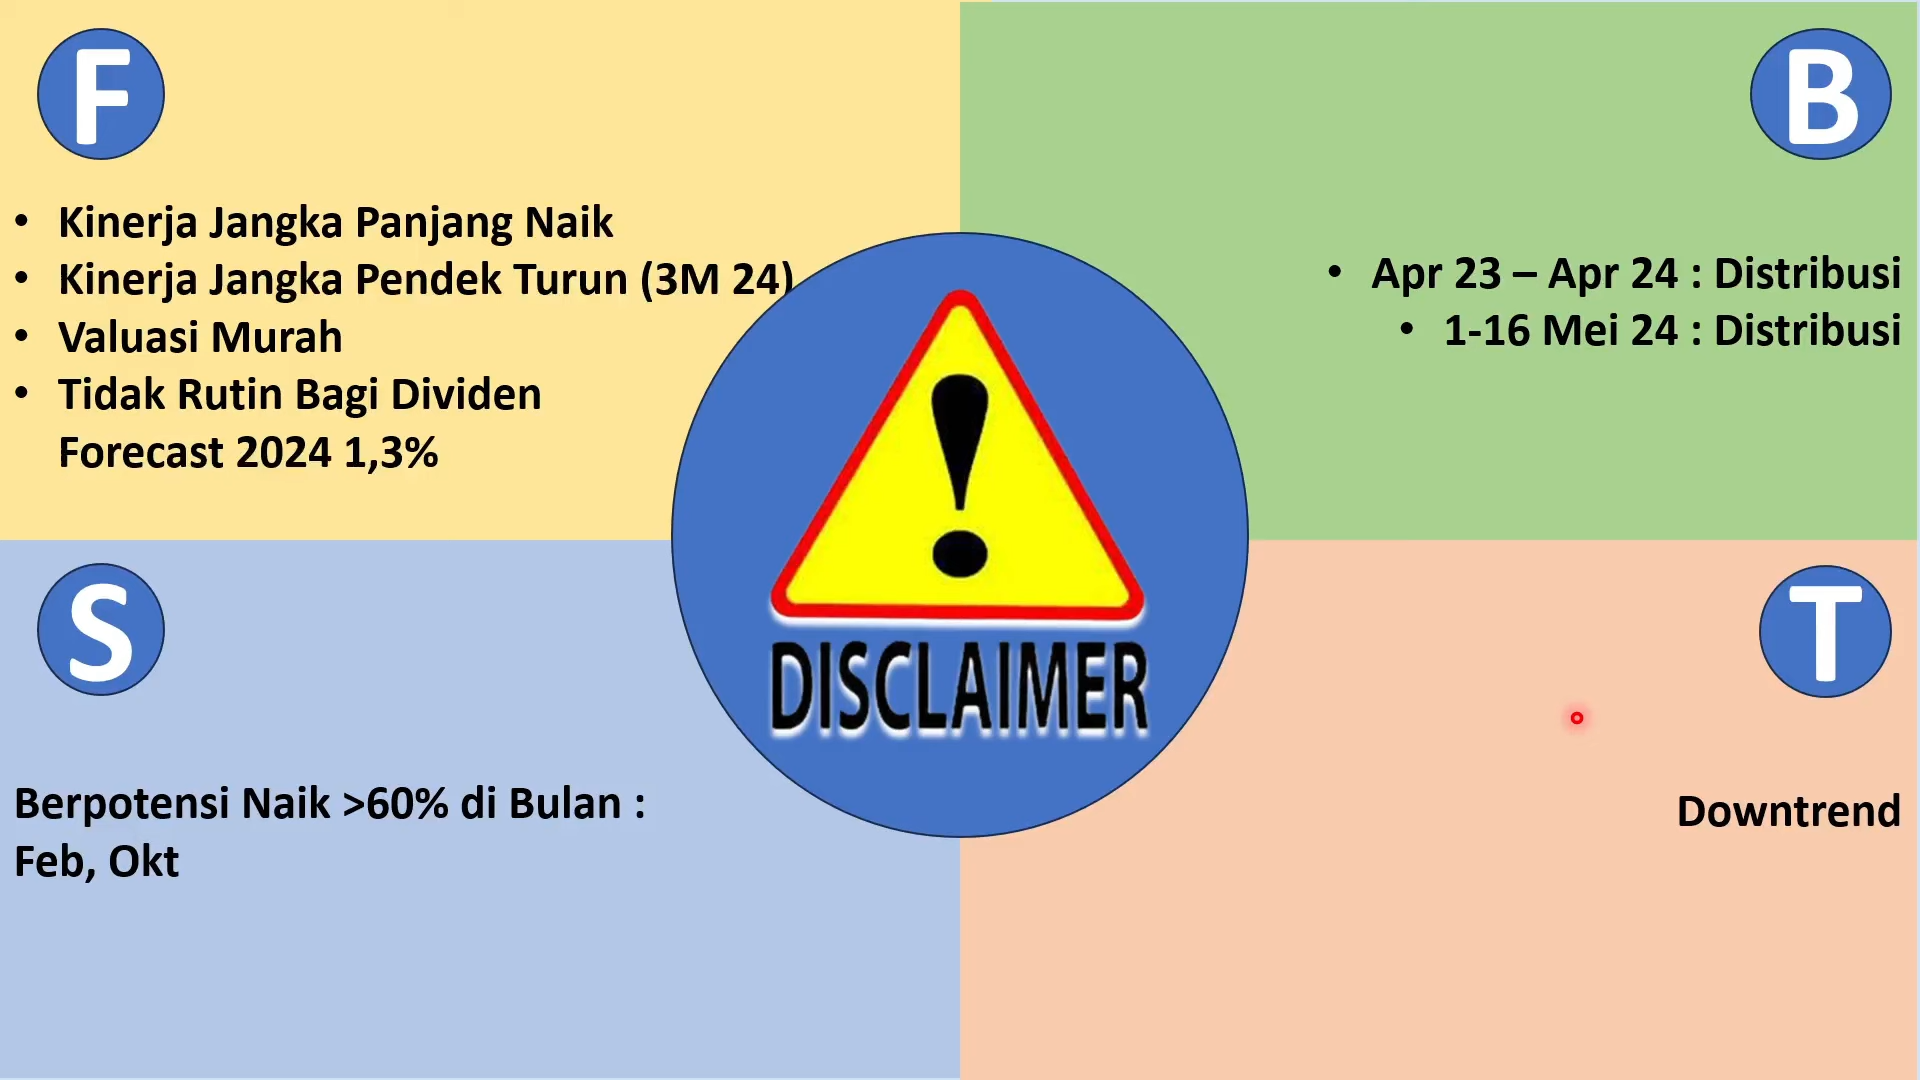 F
• Kinerja Jangka Panjang Naik
• Kinerja Jangka Pendek Turun (3M 24)
• Valuasi Murah
• Tidak Rutin Bagi Dividen
Forecast 2024 1,3%
B
• Apr 23 – Apr 24 : Distribusi
• 1-16 Mei 24 : Distribusi
DISCLAIMER
S
Berpotensi Naik >60% di Bulan :
Feb, Okt
T
Downtrend